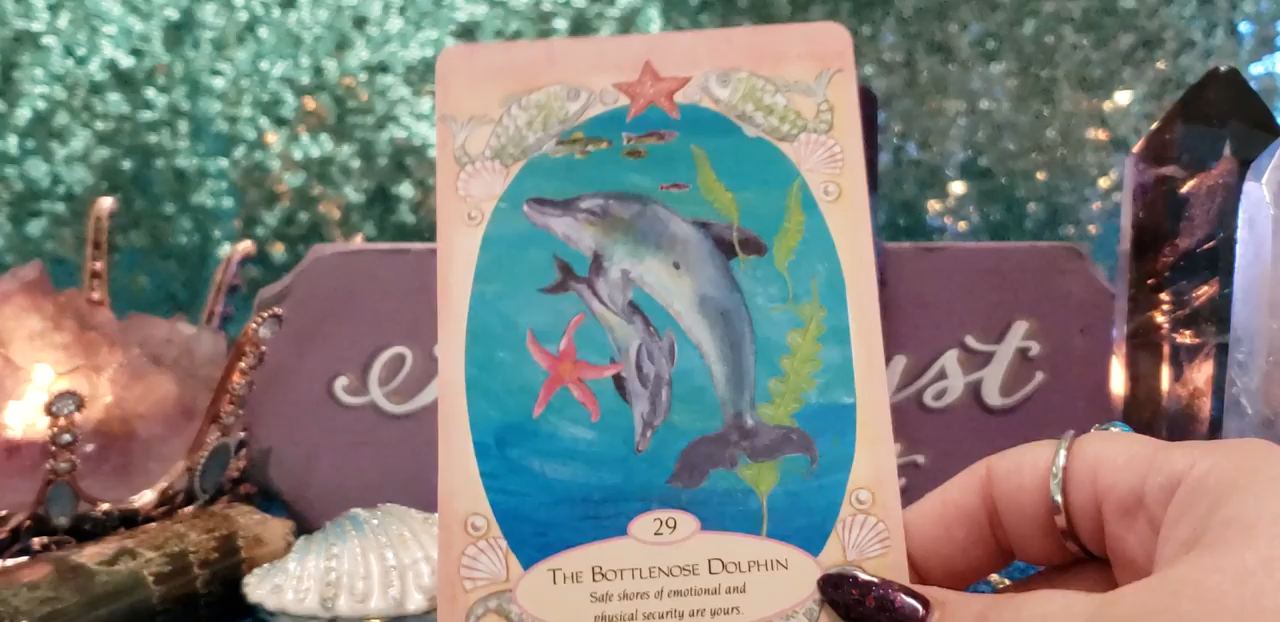 29
THE BOTTLENOSE DOLPHIN
Safe shores of emotional and
physical security are yours.